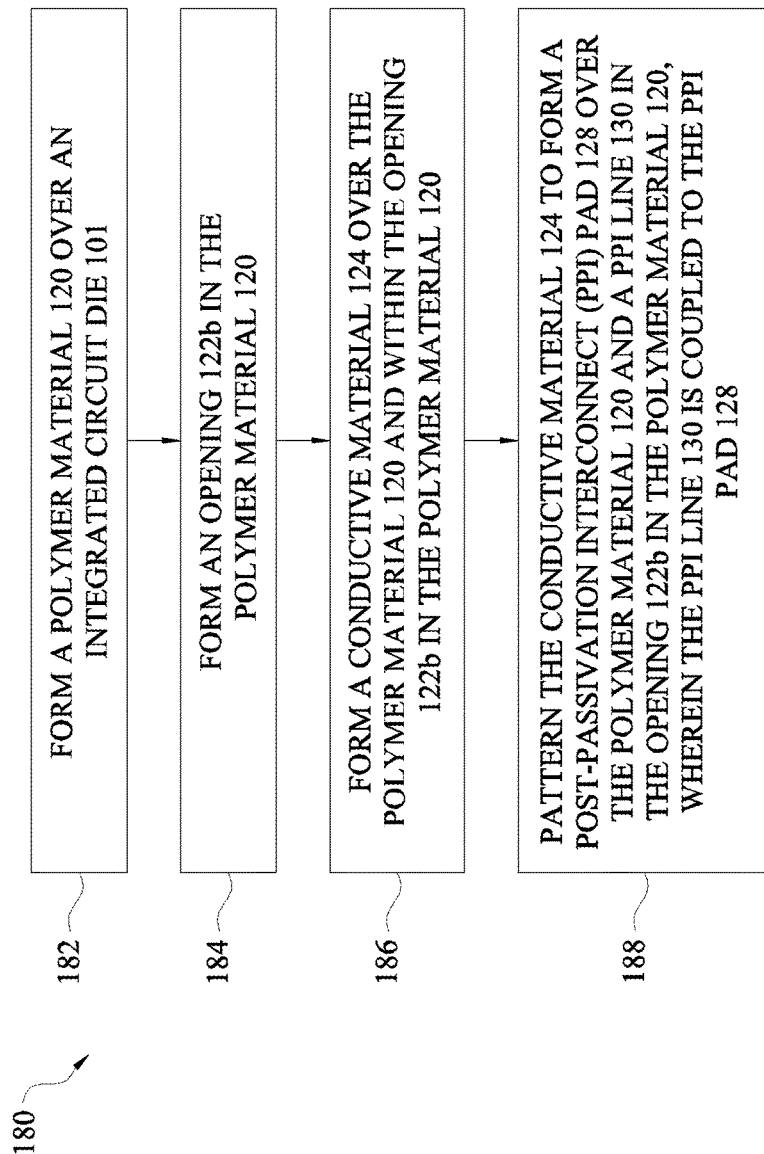 180
182
FORM A POLYMER MATERIAL 120 OVER AN
INTEGRATED CIRCUIT DIE 101
184
FORM AN OPENING 122b IN THE
POLYMER MATERIAL 120
186
FORM A CONDUCTIVE MATERIAL 124 OVER THE
POLYMER MATERIAL 120 AND WITHIN THE OPENING
122b IN THE POLYMER MATERIAL 120
188
PATTERN THE CONDUCTIVE MATERIAL 124 TO FORM A
POST-PASSIVATION INTERCONNECT (PPI) PAD 128 OVER
THE POLYMER MATERIAL 120 AND A PPI LINE 130 IN
THE OPENING 122b IN THE POLYMER MATERIAL 120,
WHEREIN THE PPI LINE 130 IS COUPLED TO THE PPI
PAD 128